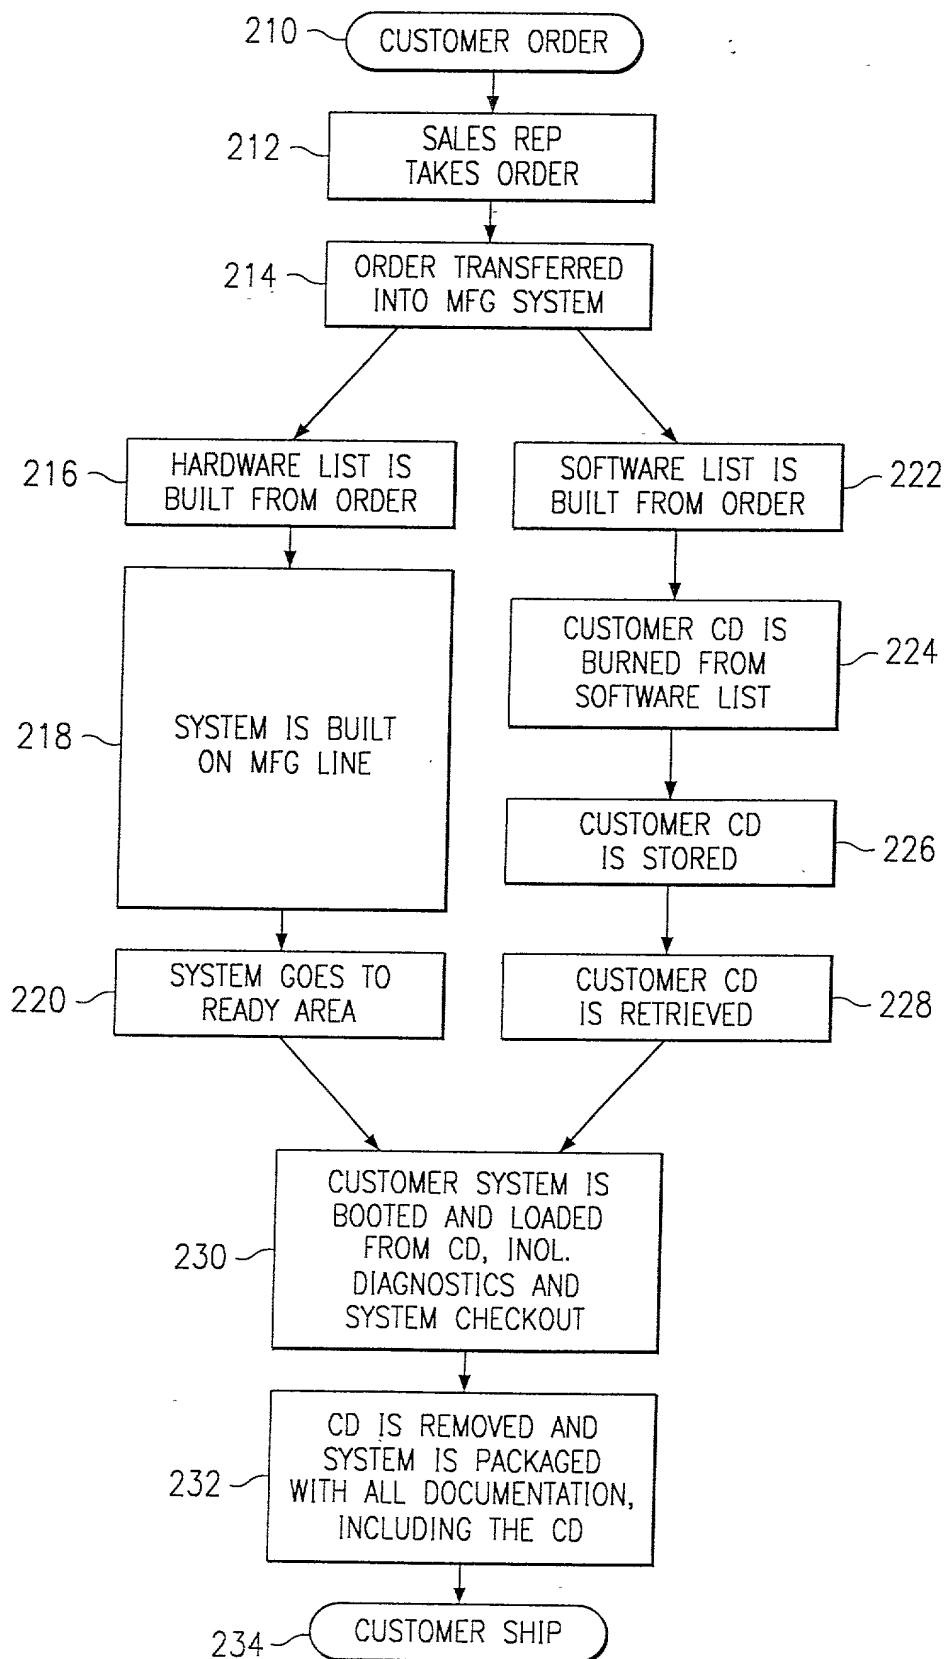 210
CUSTOMER ORDER
212
SALES REP
TAKES ORDER
214
ORDER TRANSFERRED
INTO MFG SYSTEM
216
HARDWARE LIST IS
BUILT FROM ORDER
SOFTWARE LIST IS
BUILT FROM ORDER
222
218
SYSTEM IS BUILT
ON MFG LINE
CUSTOMER CD IS
BURNED FROM
SOFTWARE LIST
224
CUSTOMER CD
IS STORED
226
220
SYSTEM GOES TO
READY AREA
CUSTOMER CD
IS RETRIEVED
228
230
CUSTOMER SYSTEM IS
BOOTED AND LOADED
FROM CD, INOL.
DIAGNOSTICS AND
SYSTEM CHECKOUT
232
CD IS REMOVED AND
SYSTEM IS PACKAGED
WITH ALL DOCUMENTATION,
INCLUDING THE CD
234
CUSTOMER SHIP